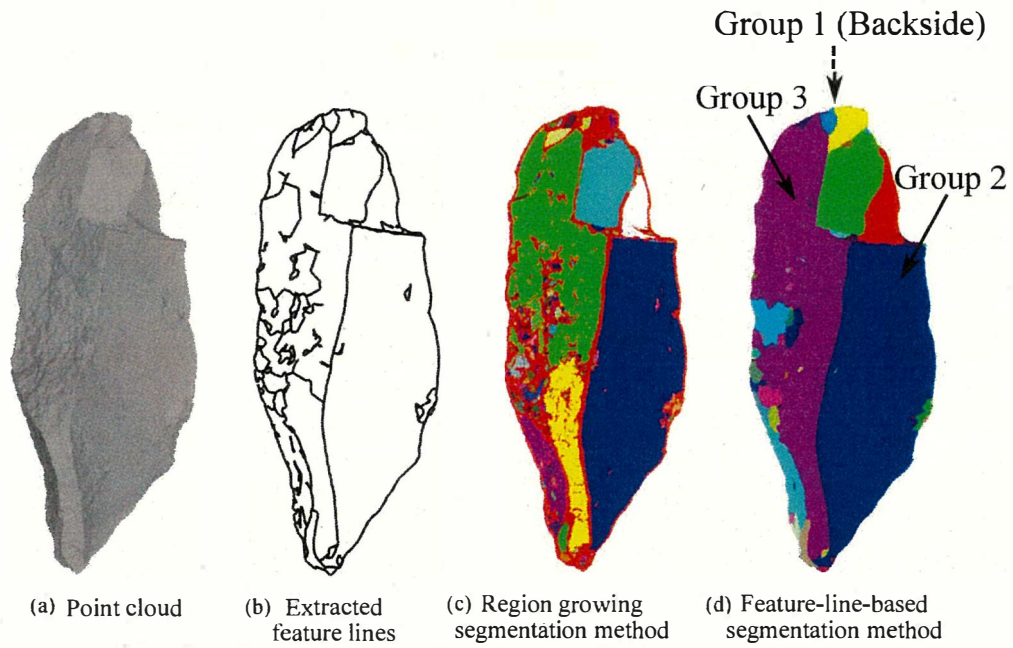 Group 1 (Backside)
Group 3
Group 2
(a) Point cloud
(b) Extracted
feature lines
(c) Region growing
segmentation method
(d) Feature-line-based
segmentation method